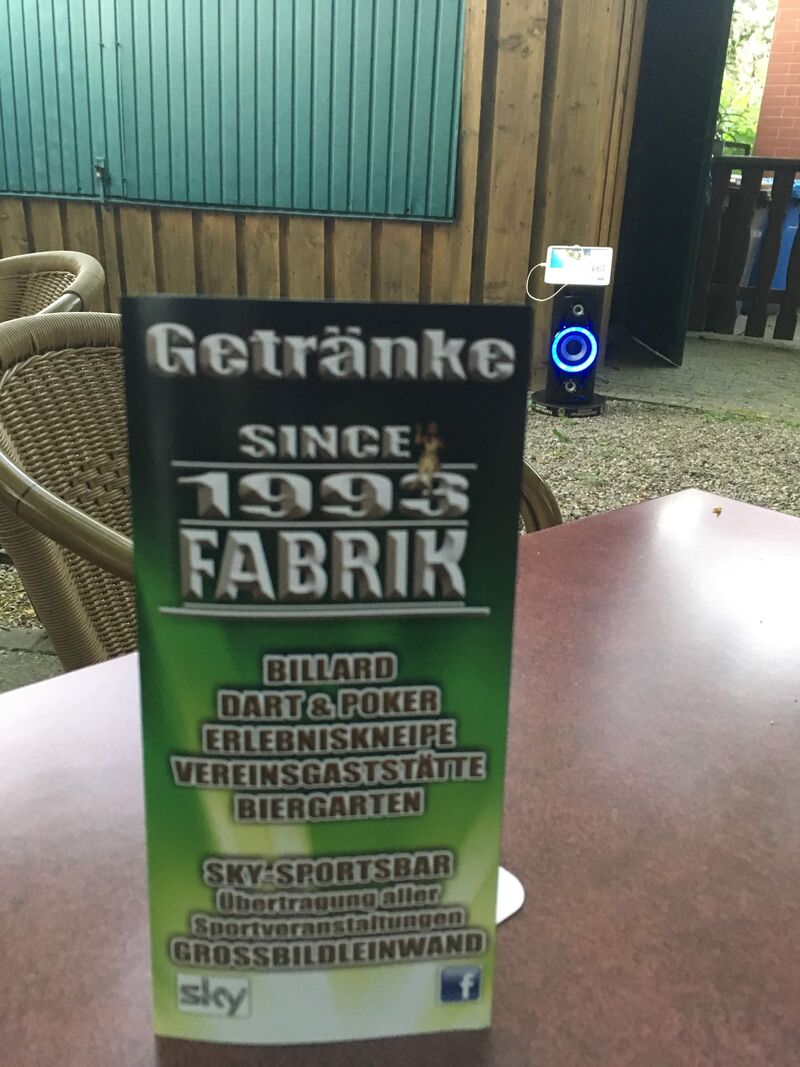 Getränke
SINCE
1993
FABRIK
BILLARD
DART & POKER
ERLEBNISKNEIPE
VEREINSGASTSTÄTTE
BIERGARTEN
SKY-SPORTSBAR
Übertragung aller
Sportveranstaltungen
GROSSBILDLEINWAND
sky f